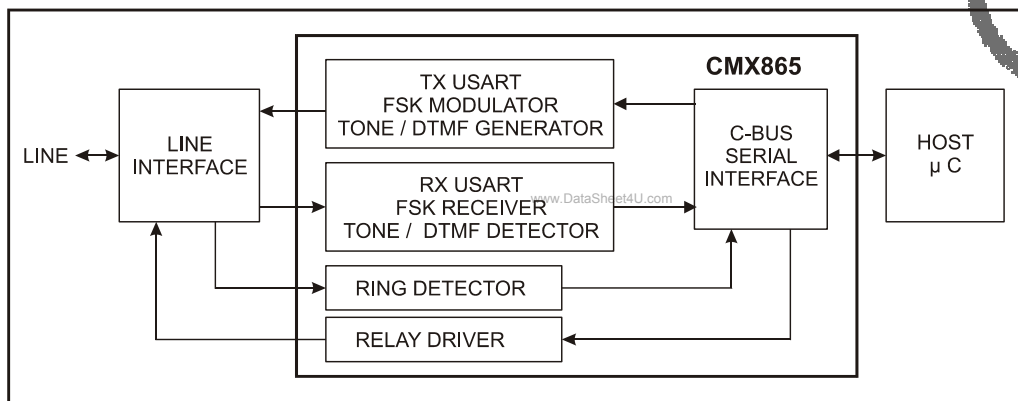 CMX865
TX USART
FSK MODULATOR
TONE / DTMF GENERATOR
LINE
LINE
INTERFACE
C-BUS
SERIAL
INTERFACE
HOST
μ C
RX USART
FSK RECEIVER
TONE / DTMF DETECTOR
www.DataSheet4U.com
RING DETECTOR
RELAY DRIVER